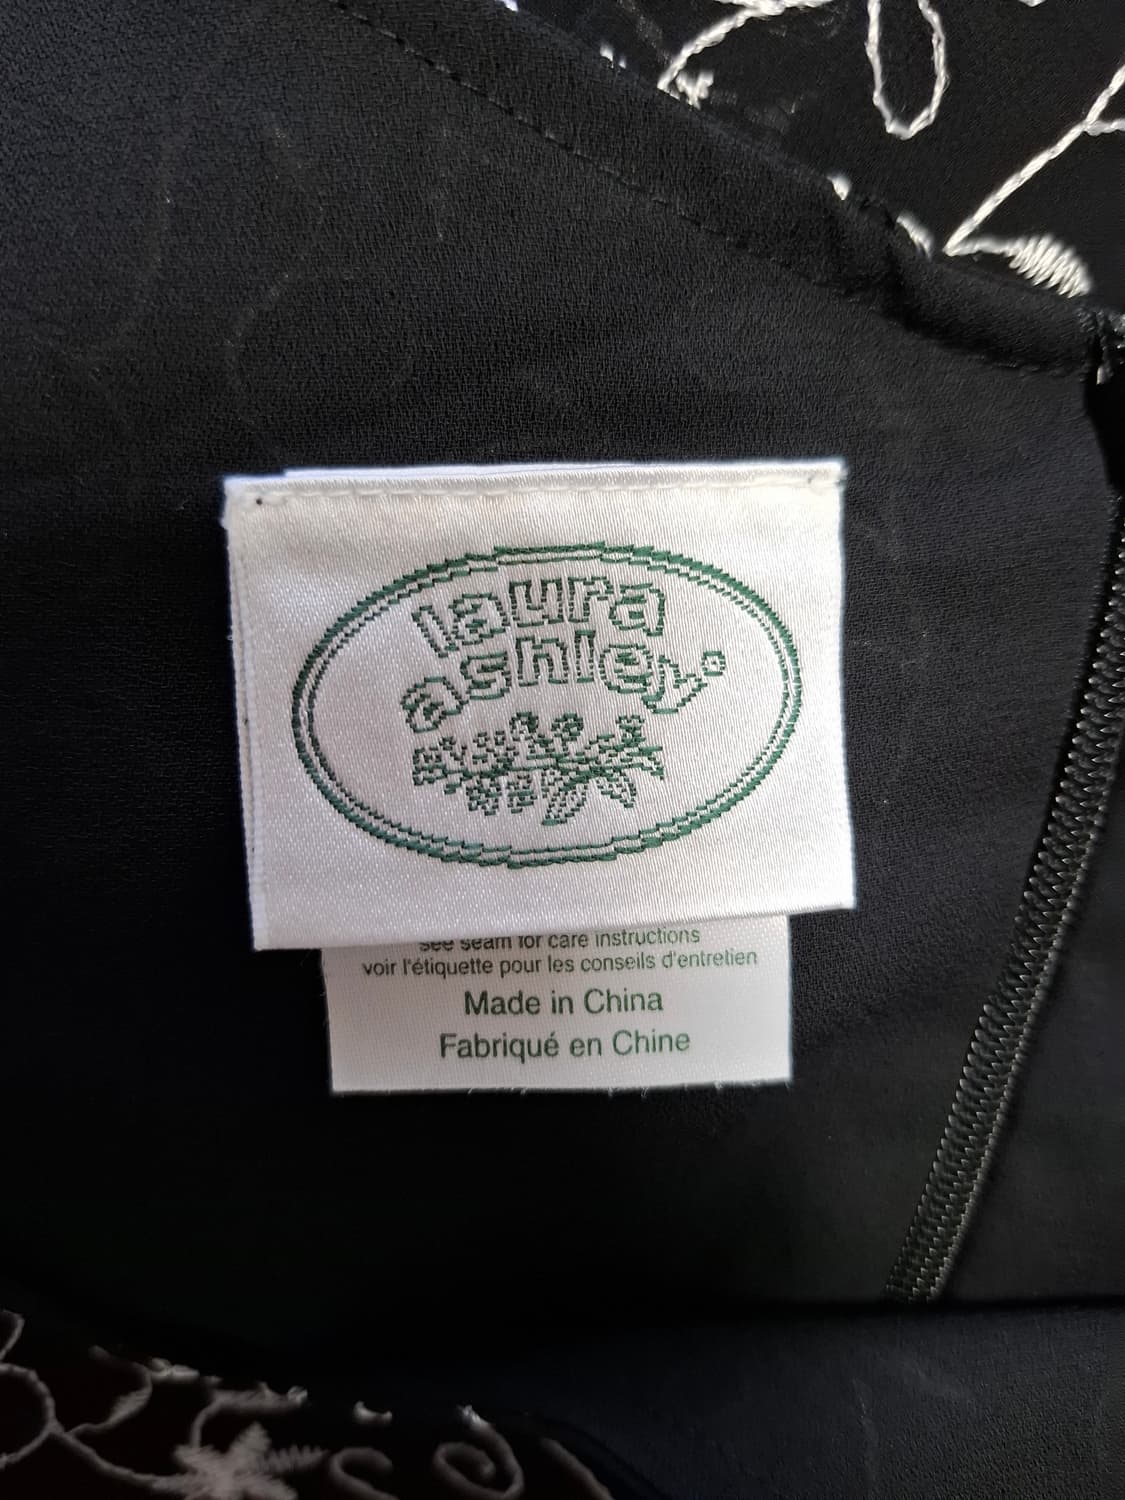 laura
ashley®
see seam for care instructions
voir l'étiquette pour les conseils d'entretien
Made in China
Fabriqué en Chine